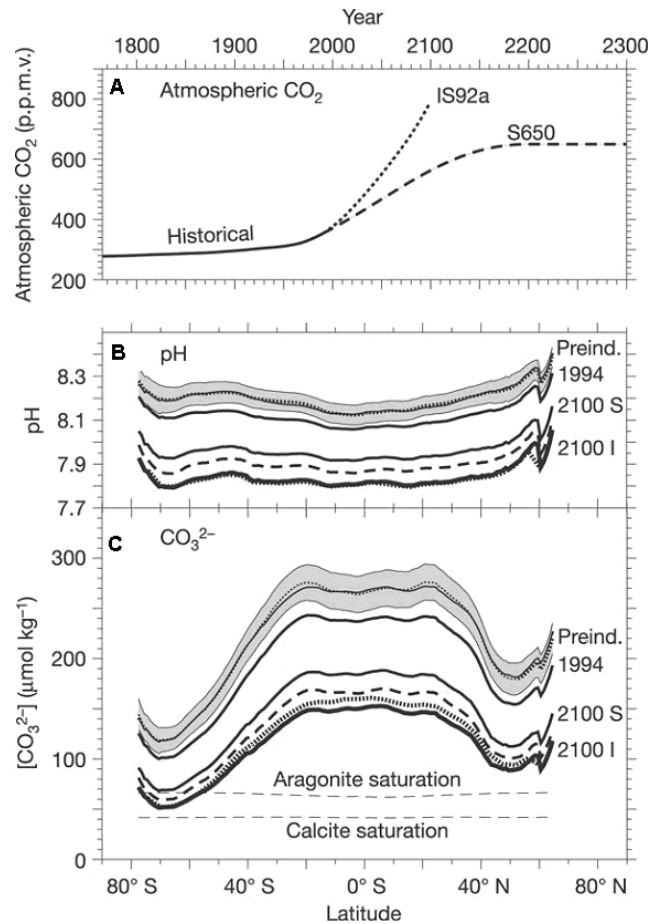 Year
1800 1900 2000 2100 2200 2300
A Atmospheric CO₂
Atmospheric CO₂ (p.p.m.v.)
800
600
400
200
IS92a
S650
Historical
B pH
pH
8.3
8.1
7.9
7.7
Preind.
1994
2100 S
2100 I
C CO₃²⁻
[CO₃²⁻] (μmol kg⁻¹)
300
200
100
0
Preind.
1994
2100 S
2100 I
Aragonite saturation
Calcite saturation
80° S 40° S 0° S 40° N 80° N
Latitude